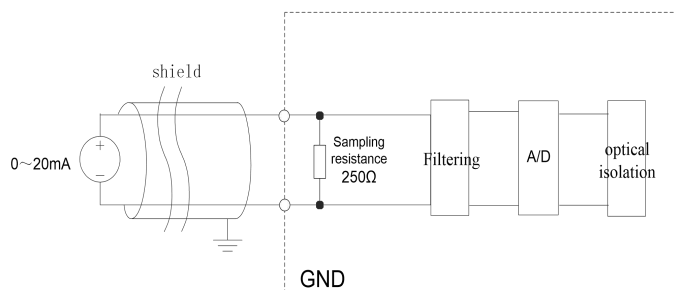 shield
0~20mA
+
−
Sampling
resistance
250Ω
Filtering
A/D
optical
isolation
GND